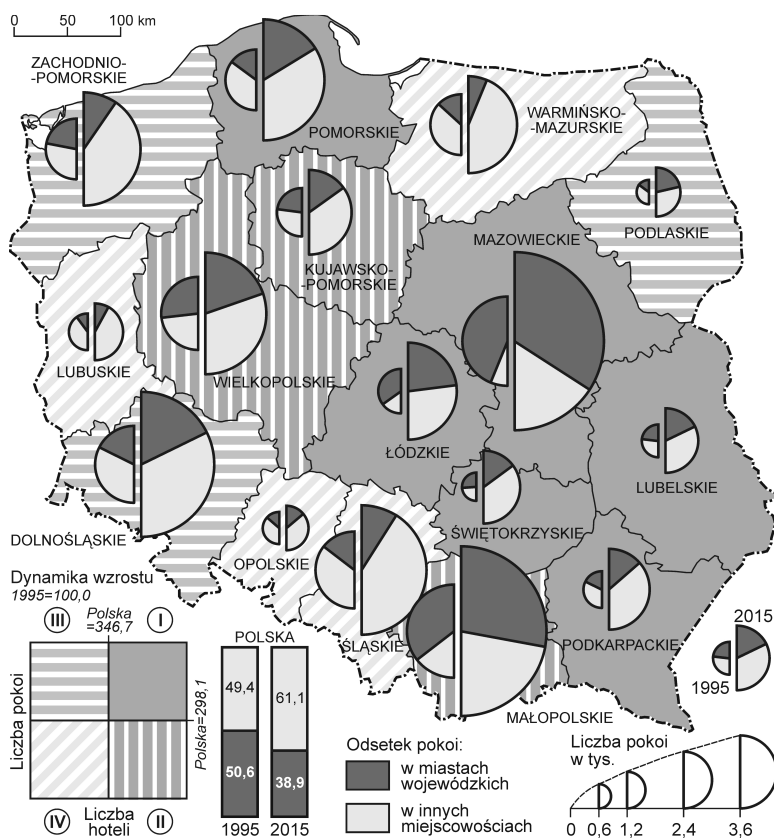 0 50 100 km
ZACHODNIO-
-POMORSKIE
POMORSKIE
WARMIŃSKO-
-MAZURSKIE
PODLASKIE
MAZOWIECKIE
KUJAWSKO-
-POMORSKIE
LUBUSKIE
WIELKOPOLSKIE
ŁÓDZKIE
LUBELSKIE
DOLNOŚLĄSKIE
OPOLSKIE
ŚWIĘTOKRZYSKIE
ŚLĄSKIE
PODKARPACKIE
MAŁOPOLSKIE
Dynamika wzrostu
1995=100,0
Polska
=346,7
III I
Liczba pokoi
Polska=298,1
IV Liczba II
hoteli
POLSKA
49,4 61,1
50,6 38,9
1995 2015
Odsetek pokoi:
w miastach
wojewódzkich
w innych
miejscowościach
2015
1995
Liczba pokoi
w tys.
0 0,6 1,2 2,4 3,6